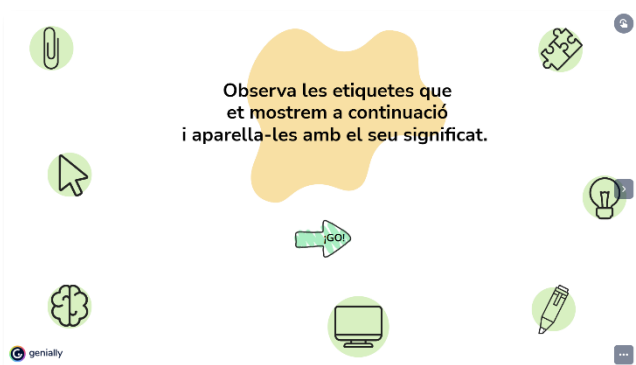 Observa les etiquetes que
et mostrem a continuació
i aparella-les amb el seu significat.
¡GO!
genially